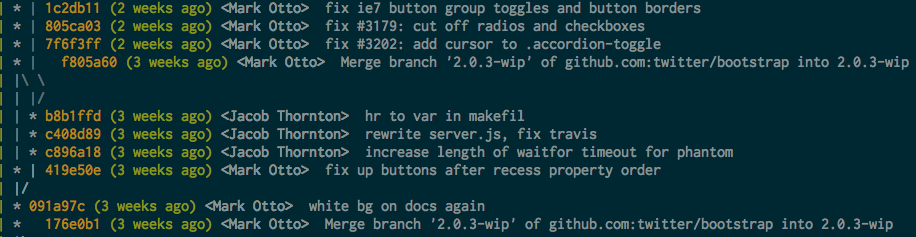 | * | 1c2db11 (2 weeks ago) <Mark Otto>  fix ie7 button group toggles and button borders
| * | 805ca03 (2 weeks ago) <Mark Otto>  fix #3179: cut off radios and checkboxes
| * | 7f6f3ff (2 weeks ago) <Mark Otto>  fix #3202: add cursor to .accordion-toggle
| * |   f805a60 (3 weeks ago) <Mark Otto>  Merge branch '2.0.3-wip' of github.com:twitter/bootstrap into 2.0.3-wip
| |\ \
| | |/
| | * b8b1ffd (3 weeks ago) <Jacob Thornton>  hr to var in makefil
| | * c408d89 (3 weeks ago) <Jacob Thornton>  rewrite server.js, fix travis
| | * c896a18 (3 weeks ago) <Jacob Thornton>  increase length of waitfor timeout for phantom
| * | 419e50e (3 weeks ago) <Mark Otto>  fix up buttons after recess property order
| |/
| * 091a97c (3 weeks ago) <Mark Otto>  white bg on docs again
| *   176e0b1 (3 weeks ago) <Mark Otto>  Merge branch '2.0.3-wip' of github.com:twitter/bootstrap into 2.0.3-wip